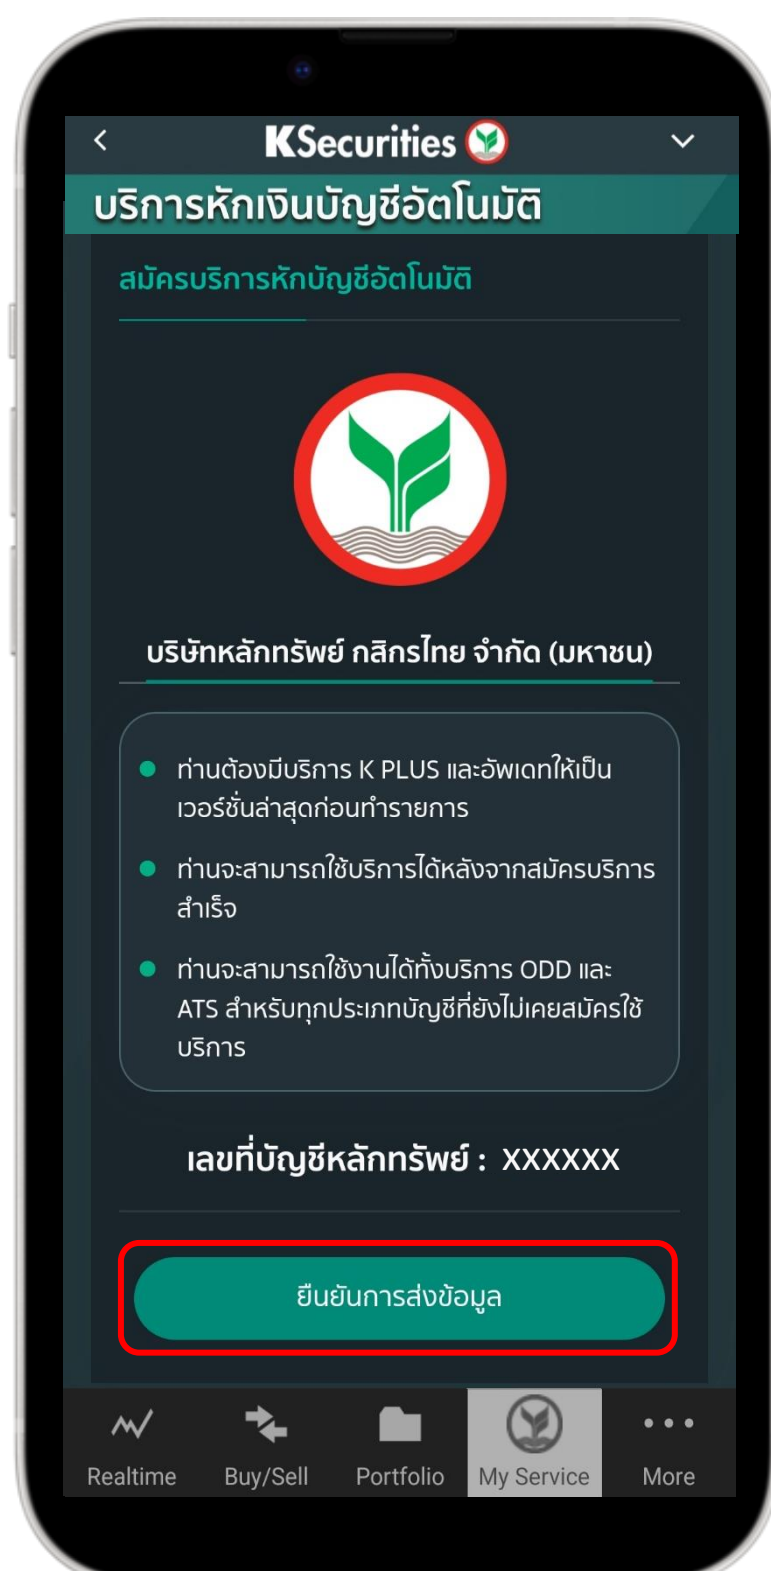 KSecurities
บริการหักเงินบัญชีอัตโนมัติ
สมัครบริการหักบัญชีอัตโนมัติ
บริษัทหลักทรัพย์ กสิกรไทย จำกัด (มหาชน)
ท่านต้องมีบริการ K PLUS และอัพเดทให้เป็น
เวอร์ชั่นล่าสุดก่อนทำรายการ
ท่านจะสามารถใช้บริการได้หลังจากสมัครบริการ
สำเร็จ
ท่านจะสามารถใช้งานได้ทั้งบริการ ODD และ
ATS สำหรับทุกประเภทบัญชีที่ยังไม่เคยสมัครใช้
บริการ
เลขที่บัญชีหลักทรัพย์ : XXXXXX
ยืนยันการส่งข้อมูล
Realtime Buy/Sell Portfolio My Service More